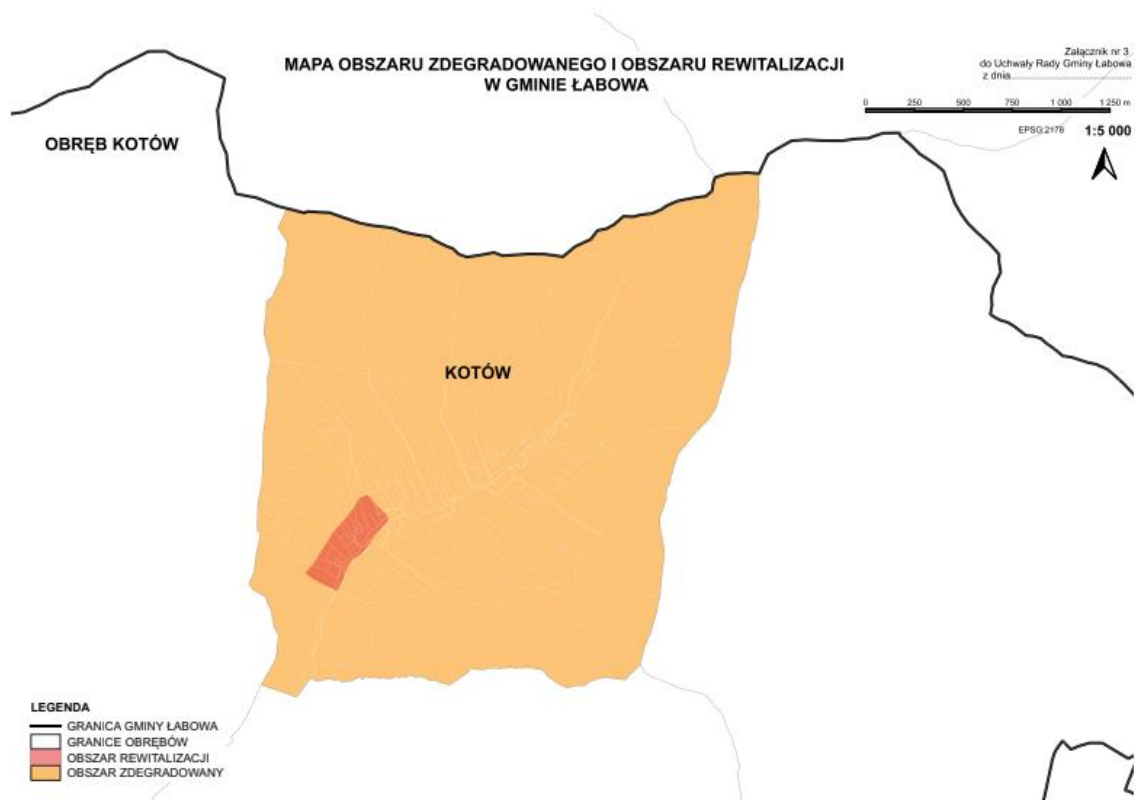 MAPA OBSZARU ZDEGRADOWANEGO I OBSZARU REWITALIZACJI
W GMINIE ŁABOWA
Załącznik nr 3
do Uchwały Rady Gminy Łabowa
z dnia
0 250 500 750 1 000 1 250 m
EPSG:2178 1:5 000
OBRĘB KOTÓW
KOTÓW
LEGENDA
GRANICA GMINY ŁABOWA
GRANICE OBRĘBÓW
OBSZAR REWITALIZACJI
OBSZAR ZDEGRADOWANY